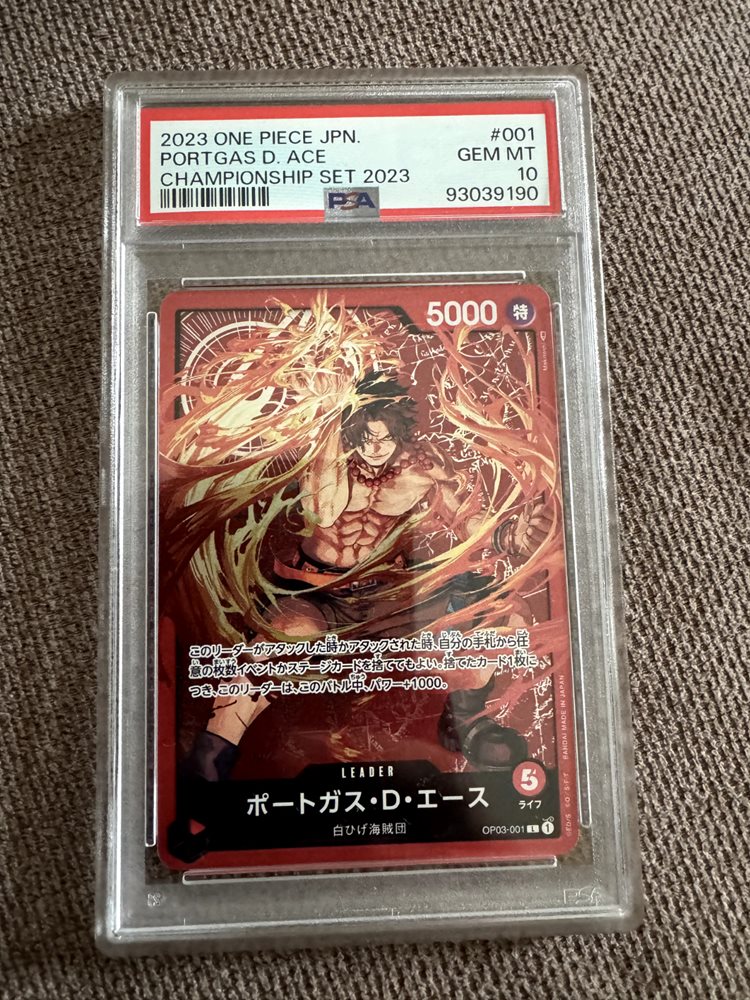 2023 ONE PIECE JPN. #001
PORTGAS D. ACE GEM MT
CHAMPIONSHIP SET 2023 10
PSA 93039190
5000 特
このリーダーがアタックした時かアタックされた時、自分の手札から任
意の枚数イベントかステージカードを捨ててもよい。捨てたカード1枚に
つき、このリーダーは、このバトル中、パワー+1000。
LEADER
5
ポートガス・D・エース
ライフ
白ひげ海賊団
OP03-001 L 1
BANDAI MADE IN JAPAN